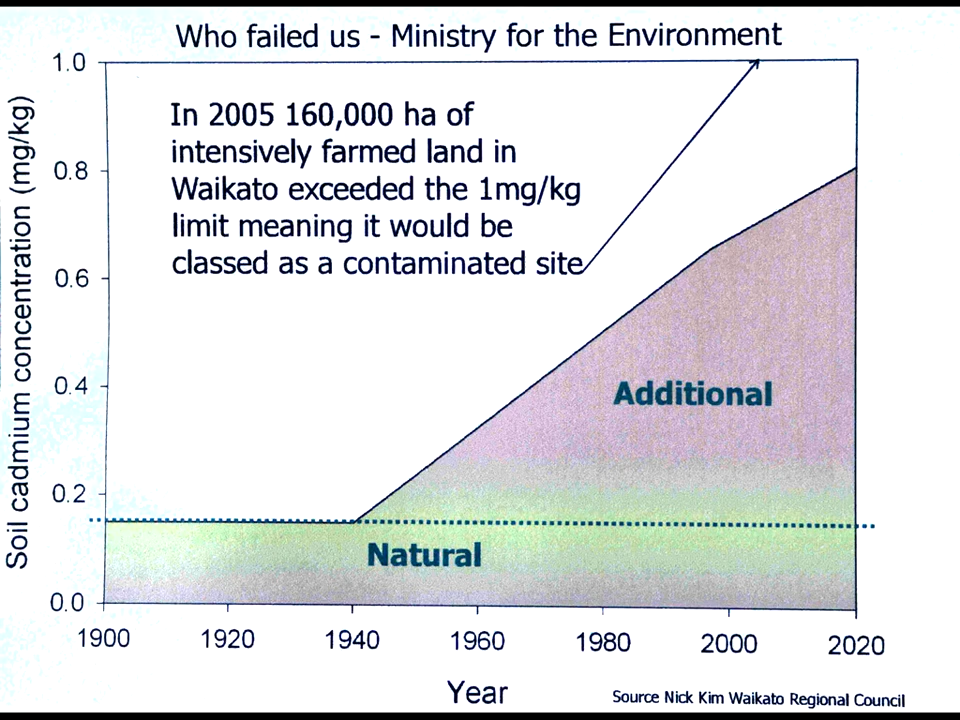 Who failed us - Ministry for the Environment
1.0
0.8
0.6
0.4
0.2
0.0
Soil cadmium concentration (mg/kg)
In 2005 160,000 ha of
intensively farmed land in
Waikato exceeded the 1mg/kg
limit meaning it would be
classed as a contaminated site
Additional
Natural
1900 1920 1940 1960 1980 2000 2020
Year
Source Nick Kim Waikato Regional Council